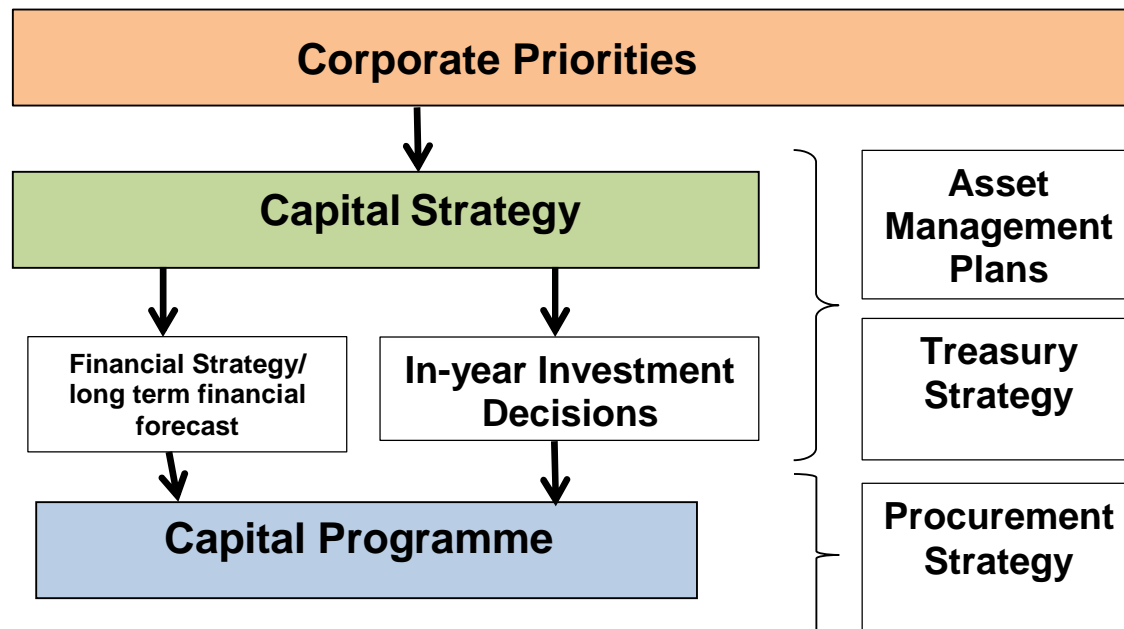 Corporate Priorities
Capital Strategy
Asset
Management
Plans
Financial Strategy/
long term financial
forecast
In-year Investment
Decisions
Treasury
Strategy
Capital Programme
Procurement
Strategy